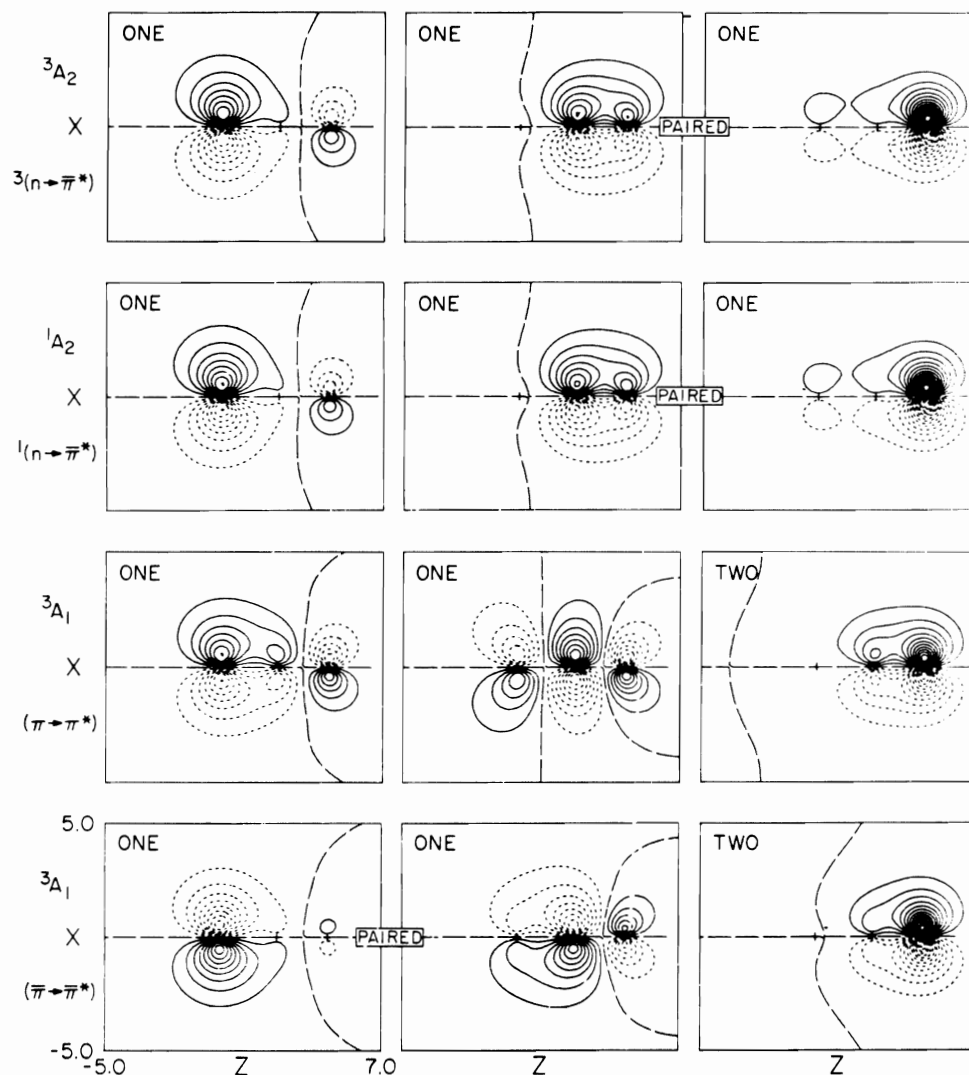 ONE ONE ONE
³A₂
X PAIRED
³(n→π̅*)
ONE ONE ONE
¹A₂
X PAIRED
¹(n→π̅*)
ONE ONE TWO
³A₁
X
(π→π*)
5.0 ONE ONE TWO
³A₁
X PAIRED
(π̅→π̅*)
-5.0
-5.0 Z 7.0 Z Z